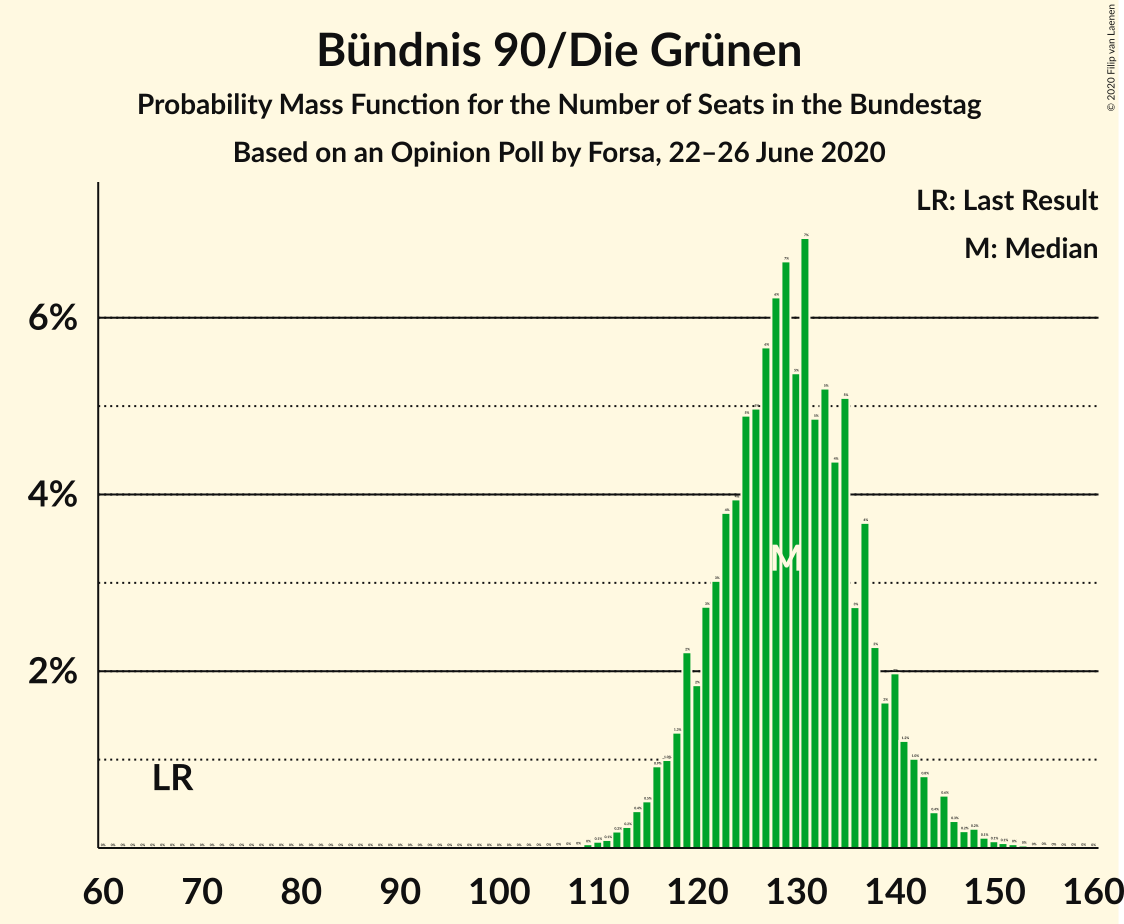 Bündnis 90/Die Grünen
Probability Mass Function for the Number of Seats in the Bundestag
Based on an Opinion Poll by Forsa, 22–26 June 2020
© 2020 Filip van Laenen
LR: Last Result
M: Median
6%
4%
2%
M
LR
60 70 80 90 100 110 120 130 140 150 160